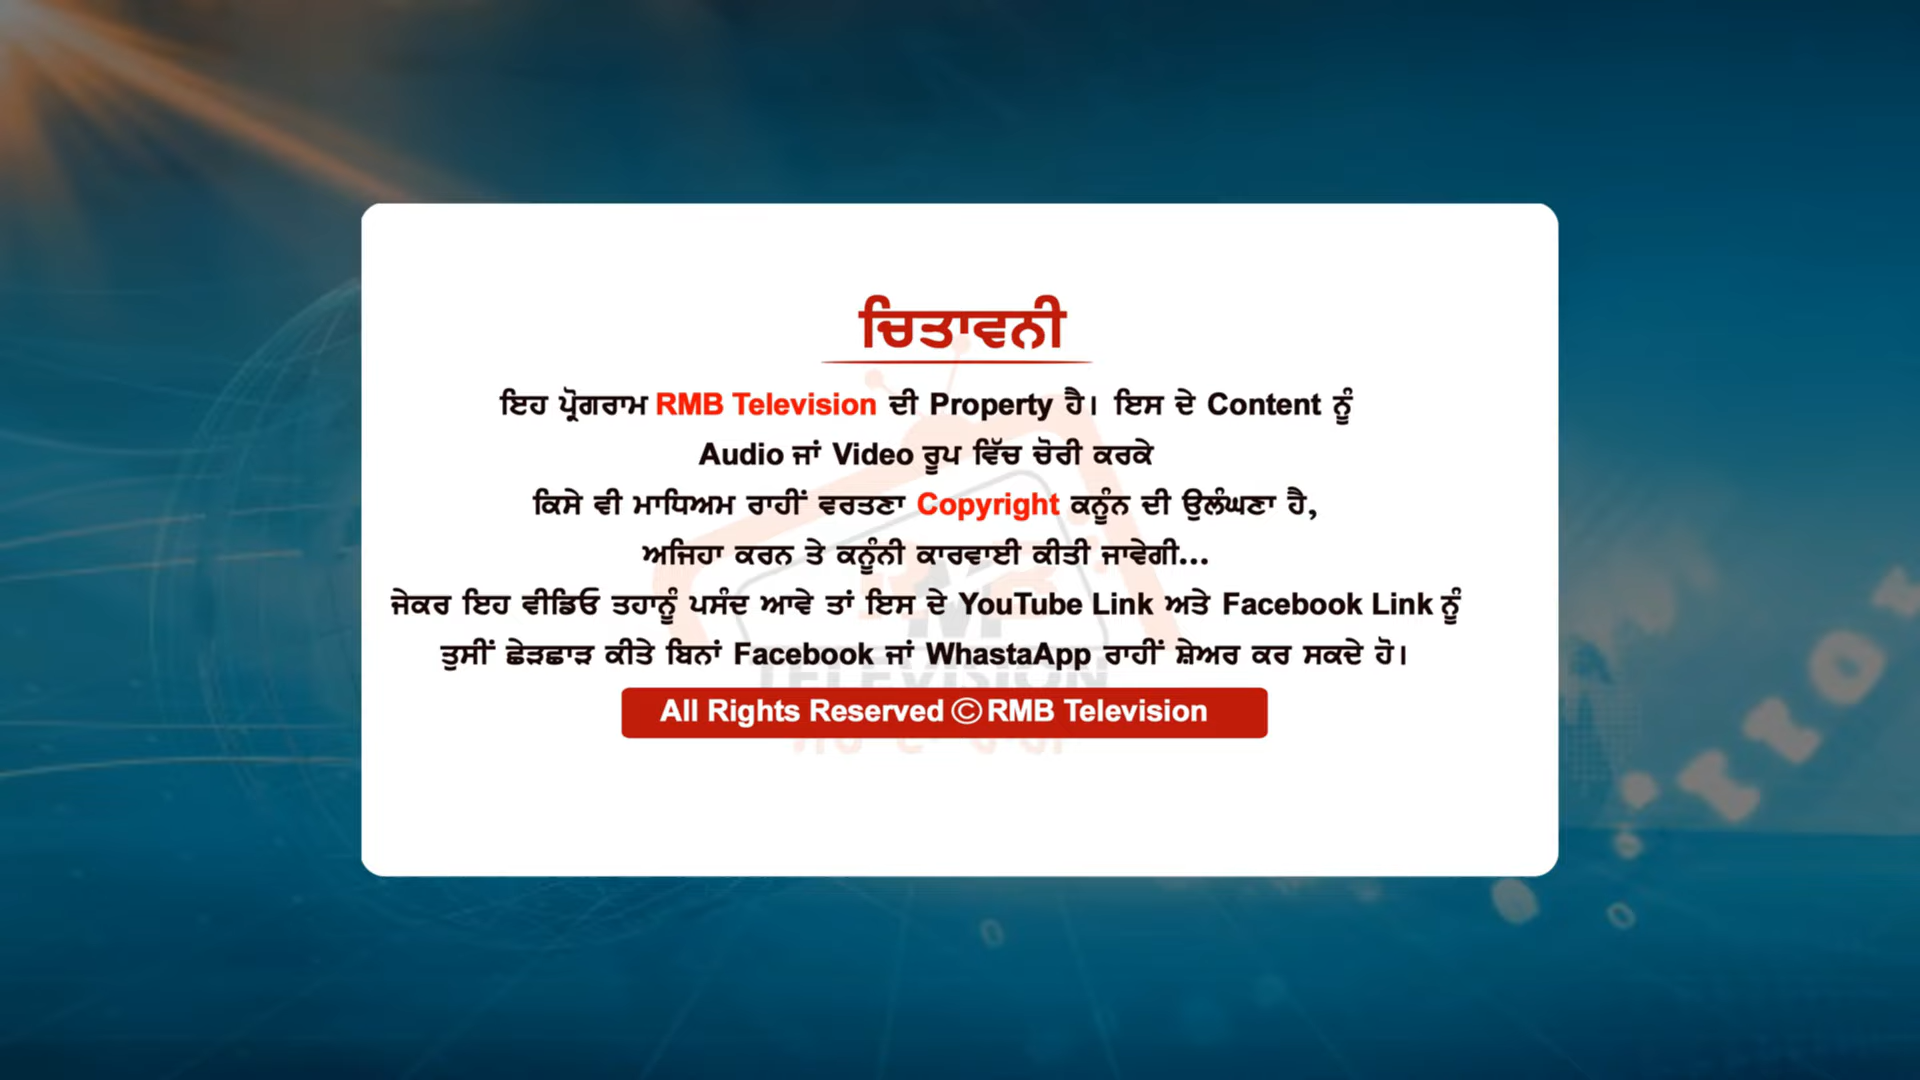 ਚਿਤਾਵਨੀ
ਇਹ ਪ੍ਰੋਗਰਾਮ RMB Television ਦੀ Property ਹੈ। ਇਸ ਦੇ Content ਨੂੰ
Audio ਜਾਂ Video ਰੂਪ ਵਿੱਚ ਚੋਰੀ ਕਰਕੇ
ਕਿਸੇ ਵੀ ਮਾਧਿਅਮ ਰਾਹੀਂ ਵਰਤਣਾ Copyright ਕਨੂੰਨ ਦੀ ਉਲੰਘਣਾ ਹੈ,
ਅਜਿਹਾ ਕਰਨ ਤੇ ਕਨੂੰਨੀ ਕਾਰਵਾਈ ਕੀਤੀ ਜਾਵੇਗੀ...
ਜੇਕਰ ਇਹ ਵੀਡਿਓ ਤਹਾਨੂੰ ਪਸੰਦ ਆਵੇ ਤਾਂ ਇਸ ਦੇ YouTube Link ਅਤੇ Facebook Link ਨੂੰ
ਤੁਸੀਂ ਛੇੜਛਾੜ ਕੀਤੇ ਬਿਨਾਂ Facebook ਜਾਂ WhastaApp ਰਾਹੀਂ ਸ਼ੇਅਰ ਕਰ ਸਕਦੇ ਹੋ।
TELEVISION
All Rights Reserved © RMB Television